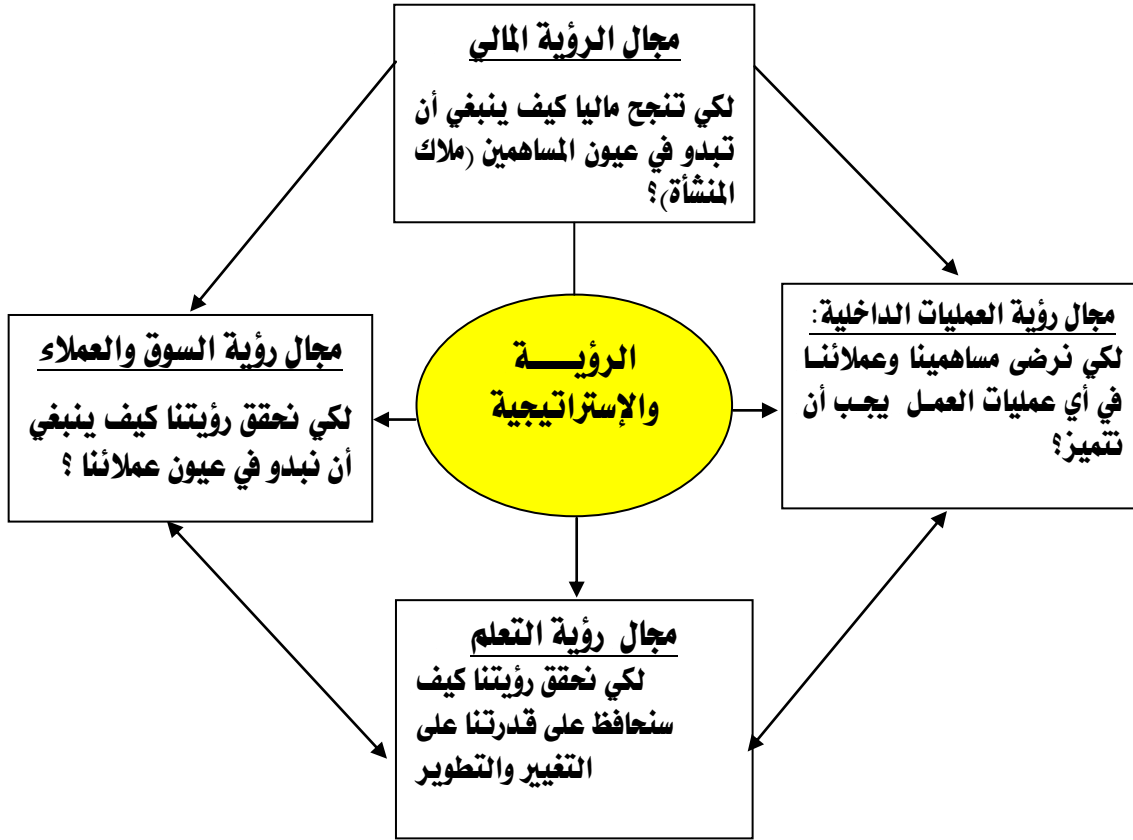 مجال الرؤية المالي
لكي تنجح ماليا كيف ينبغي أن
تبدو في عيون المساهمين (ملاك
المنشأة)؟
مجال رؤية العمليات الداخلية:
لكي نرضى مساهمينا وعملائنا
في أي عمليات العمل يجب أن
نتميز؟
الرؤيــــة
والإستراتيجية
مجال رؤية السوق والعملاء
لكي نحقق رؤيتنا كيف ينبغي
أن نبدو في عيون عملائنا ؟
مجال رؤية التعلم
لكي نحقق رؤيتنا كيف
سنحافظ على قدرتنا على
التغيير والتطوير